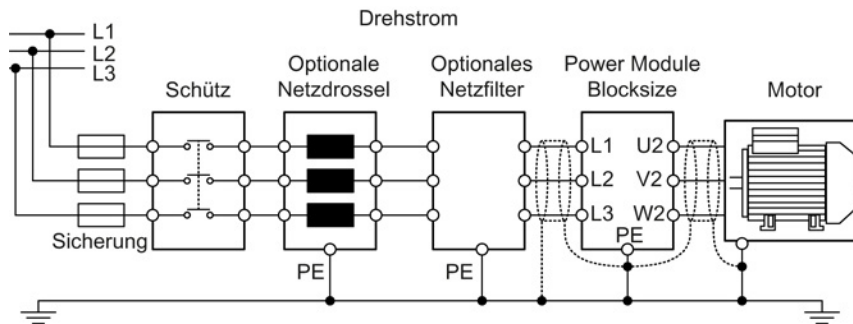 Drehstrom
L1
L2
L3
Schütz
Optionale
Netzdrossel
Optionales
Netzfilter
Power Module
Blocksize
Motor
L1 U2
L2 V2
L3 W2
Sicherung
PE
PE
PE